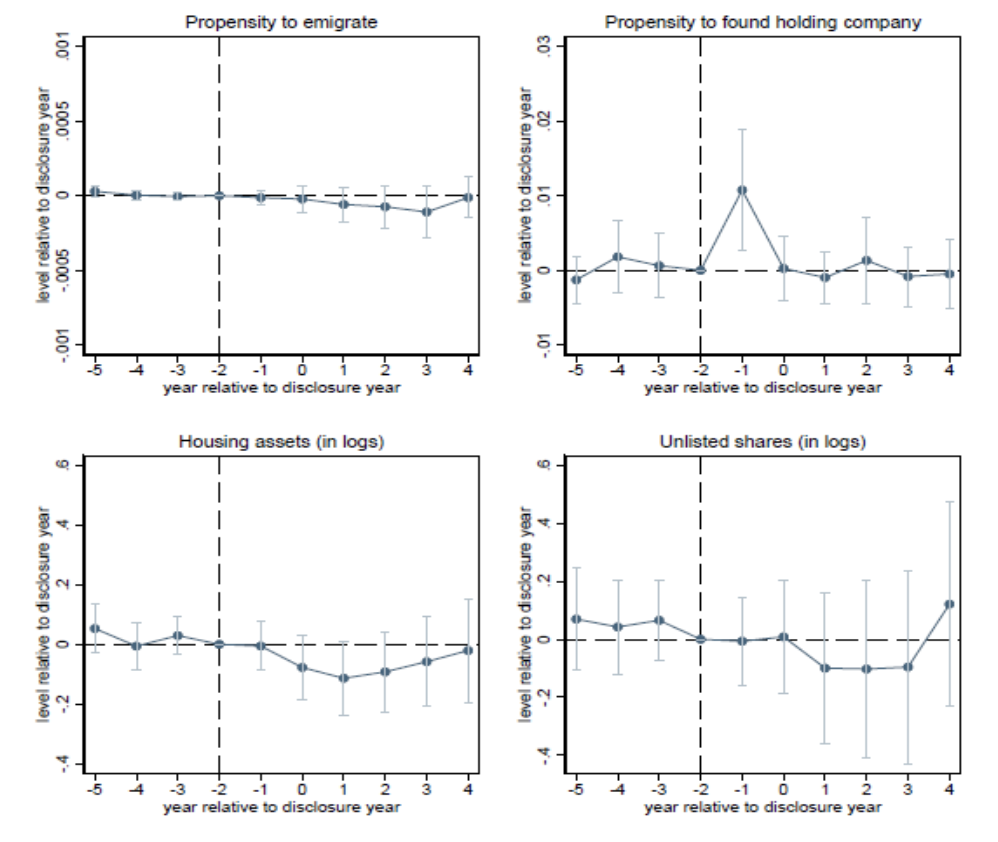 Propensity to emigrate
level relative to disclosure year
.001
.0005
0
-.0005
-.001
-5 -4 -3 -2 -1 0 1 2 3 4
year relative to disclosure year
Propensity to found holding company
level relative to disclosure year
.03
.02
.01
0
-.01
-5 -4 -3 -2 -1 0 1 2 3 4
year relative to disclosure year
Housing assets (in logs)
level relative to disclosure year
.6
.4
.2
0
-.2
-.4
-5 -4 -3 -2 -1 0 1 2 3 4
year relative to disclosure year
Unlisted shares (in logs)
level relative to disclosure year
.6
.4
.2
0
-.2
-.4
-5 -4 -3 -2 -1 0 1 2 3 4
year relative to disclosure year